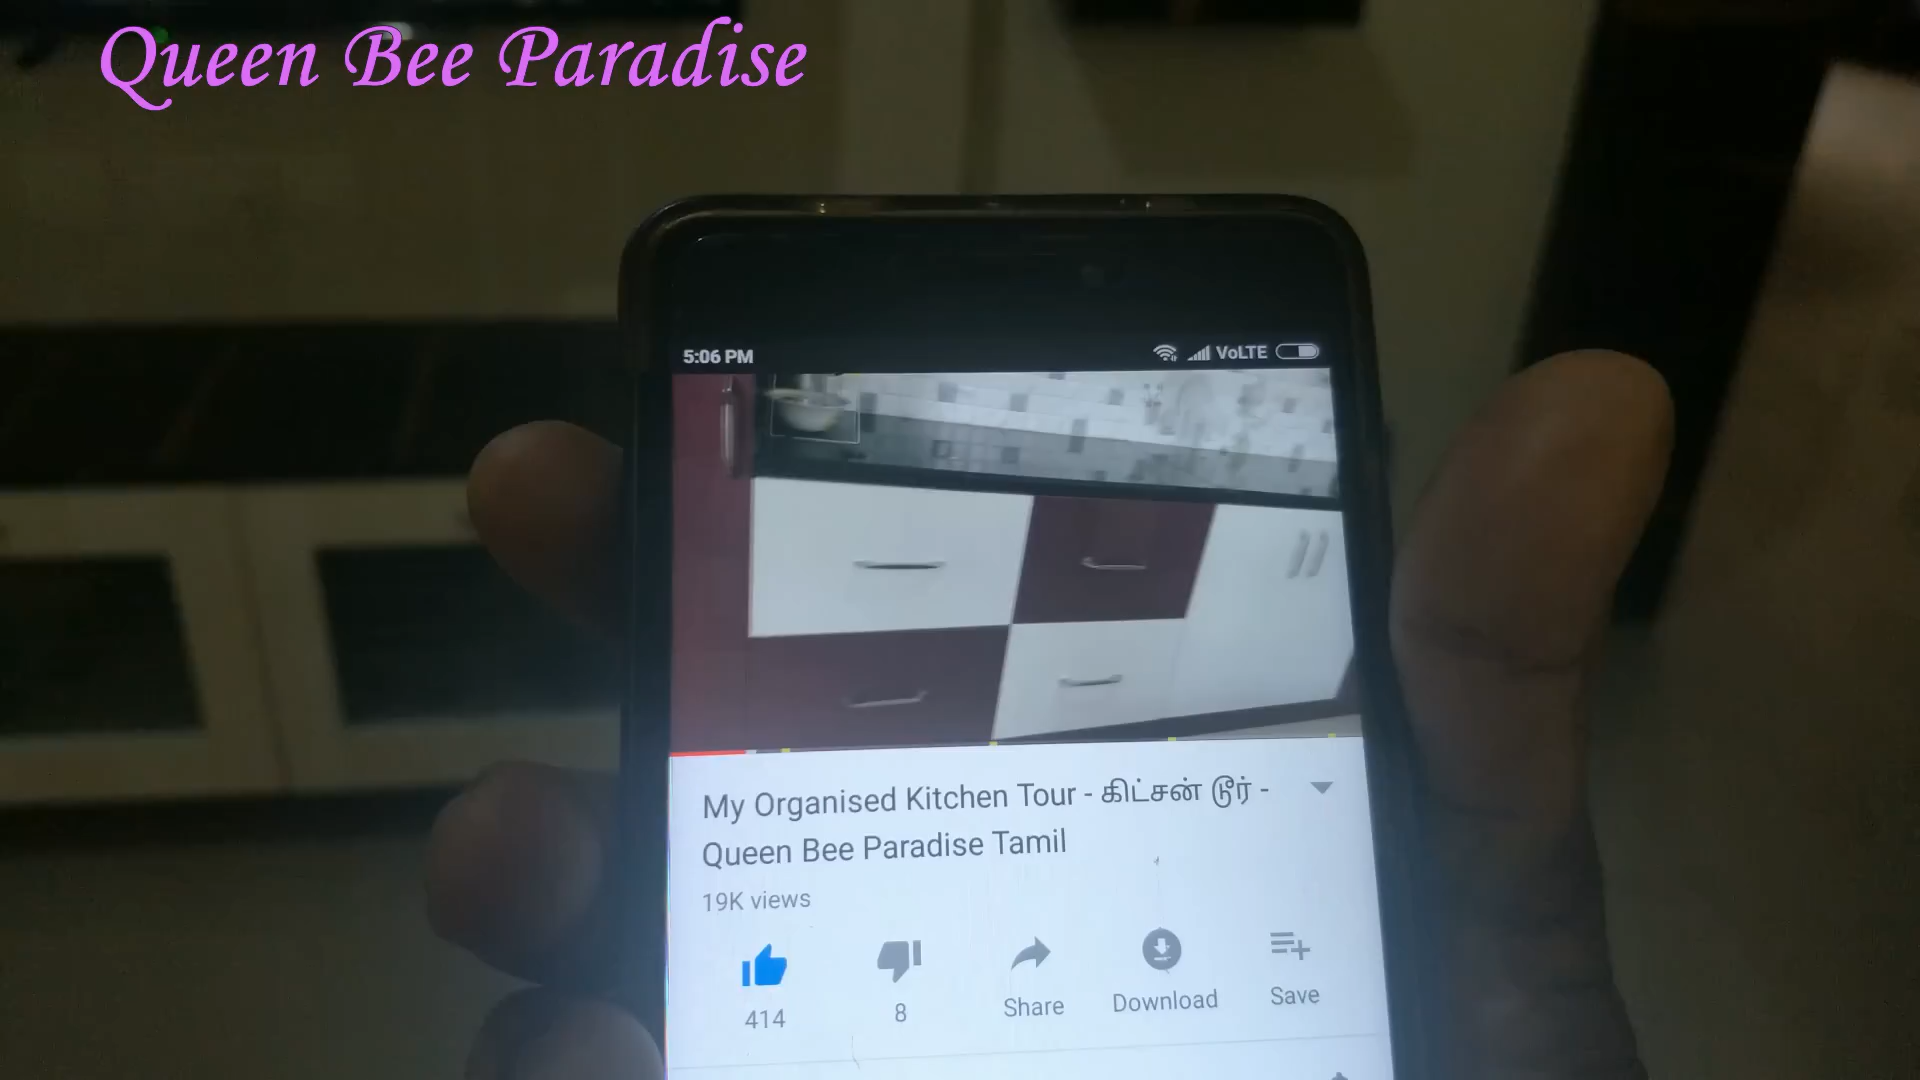 Queen Bee Paradise
5:06 PM VoLTE
My Organised Kitchen Tour - கிட்சன் டூர் -
Queen Bee Paradise Tamil
19K views
414 8 Share Download Save